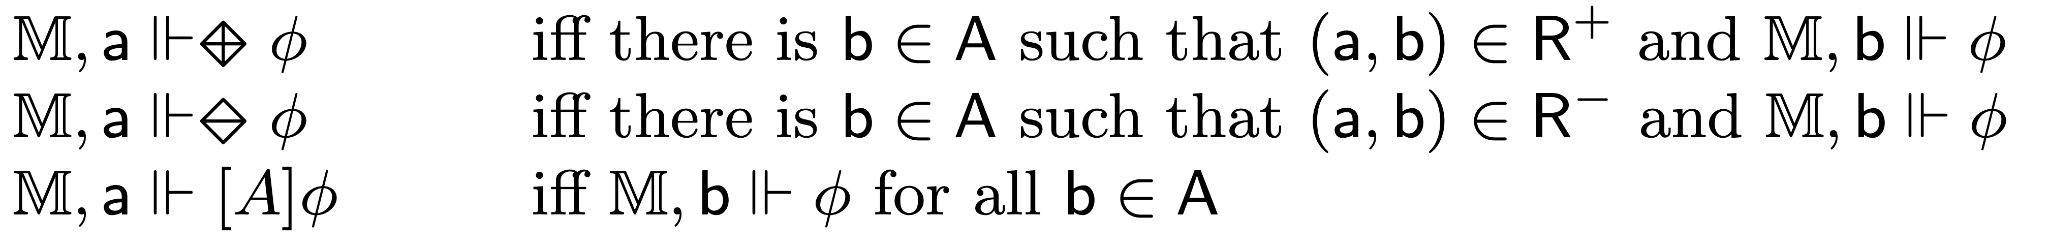 𝕄, a ⊩ ⟴ ϕ iff there is b ∈ A such that (a, b) ∈ R⁺ and 𝕄, b ⊩ ϕ
𝕄, a ⊩ ⟠ ϕ iff there is b ∈ A such that (a, b) ∈ R⁻ and 𝕄, b ⊩ ϕ
𝕄, a ⊩ [A]ϕ iff 𝕄, b ⊩ ϕ for all b ∈ A